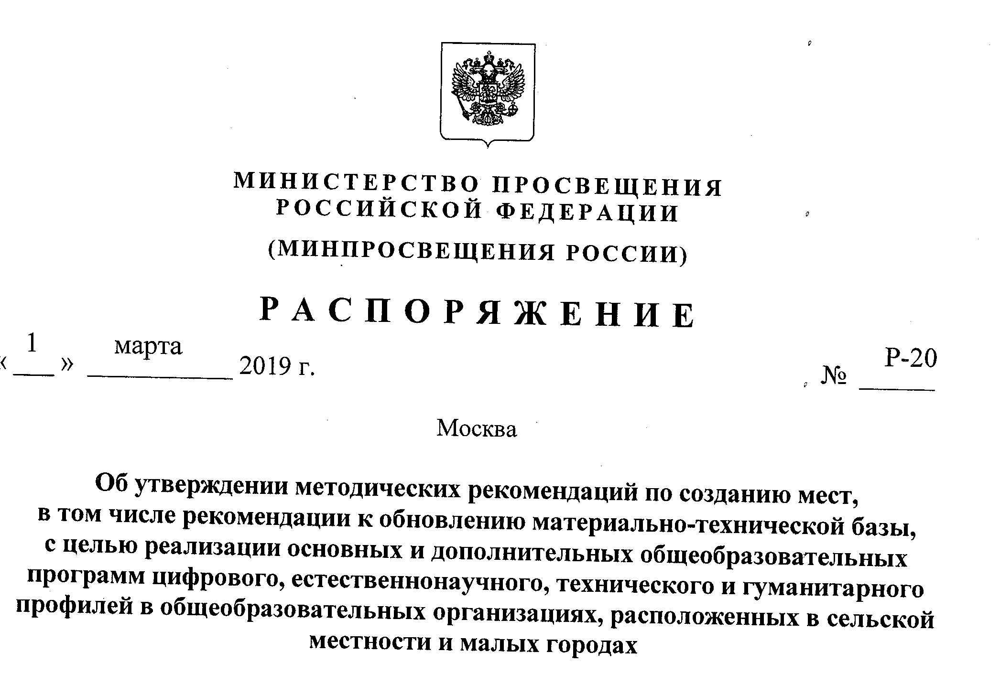 МИНИСТЕРСТВО ПРОСВЕЩЕНИЯ
РОССИЙСКОЙ ФЕДЕРАЦИИ
(МИНПРОСВЕЩЕНИЯ РОССИИ)
РАСПОРЯЖЕНИЕ
« 1 » марта 2019 г. № Р-20
Москва
Об утверждении методических рекомендаций по созданию мест,
в том числе рекомендации к обновлению материально-технической базы,
с целью реализации основных и дополнительных общеобразовательных
программ цифрового, естественнонаучного, технического и гуманитарного
профилей в общеобразовательных организациях, расположенных в сельской
местности и малых городах